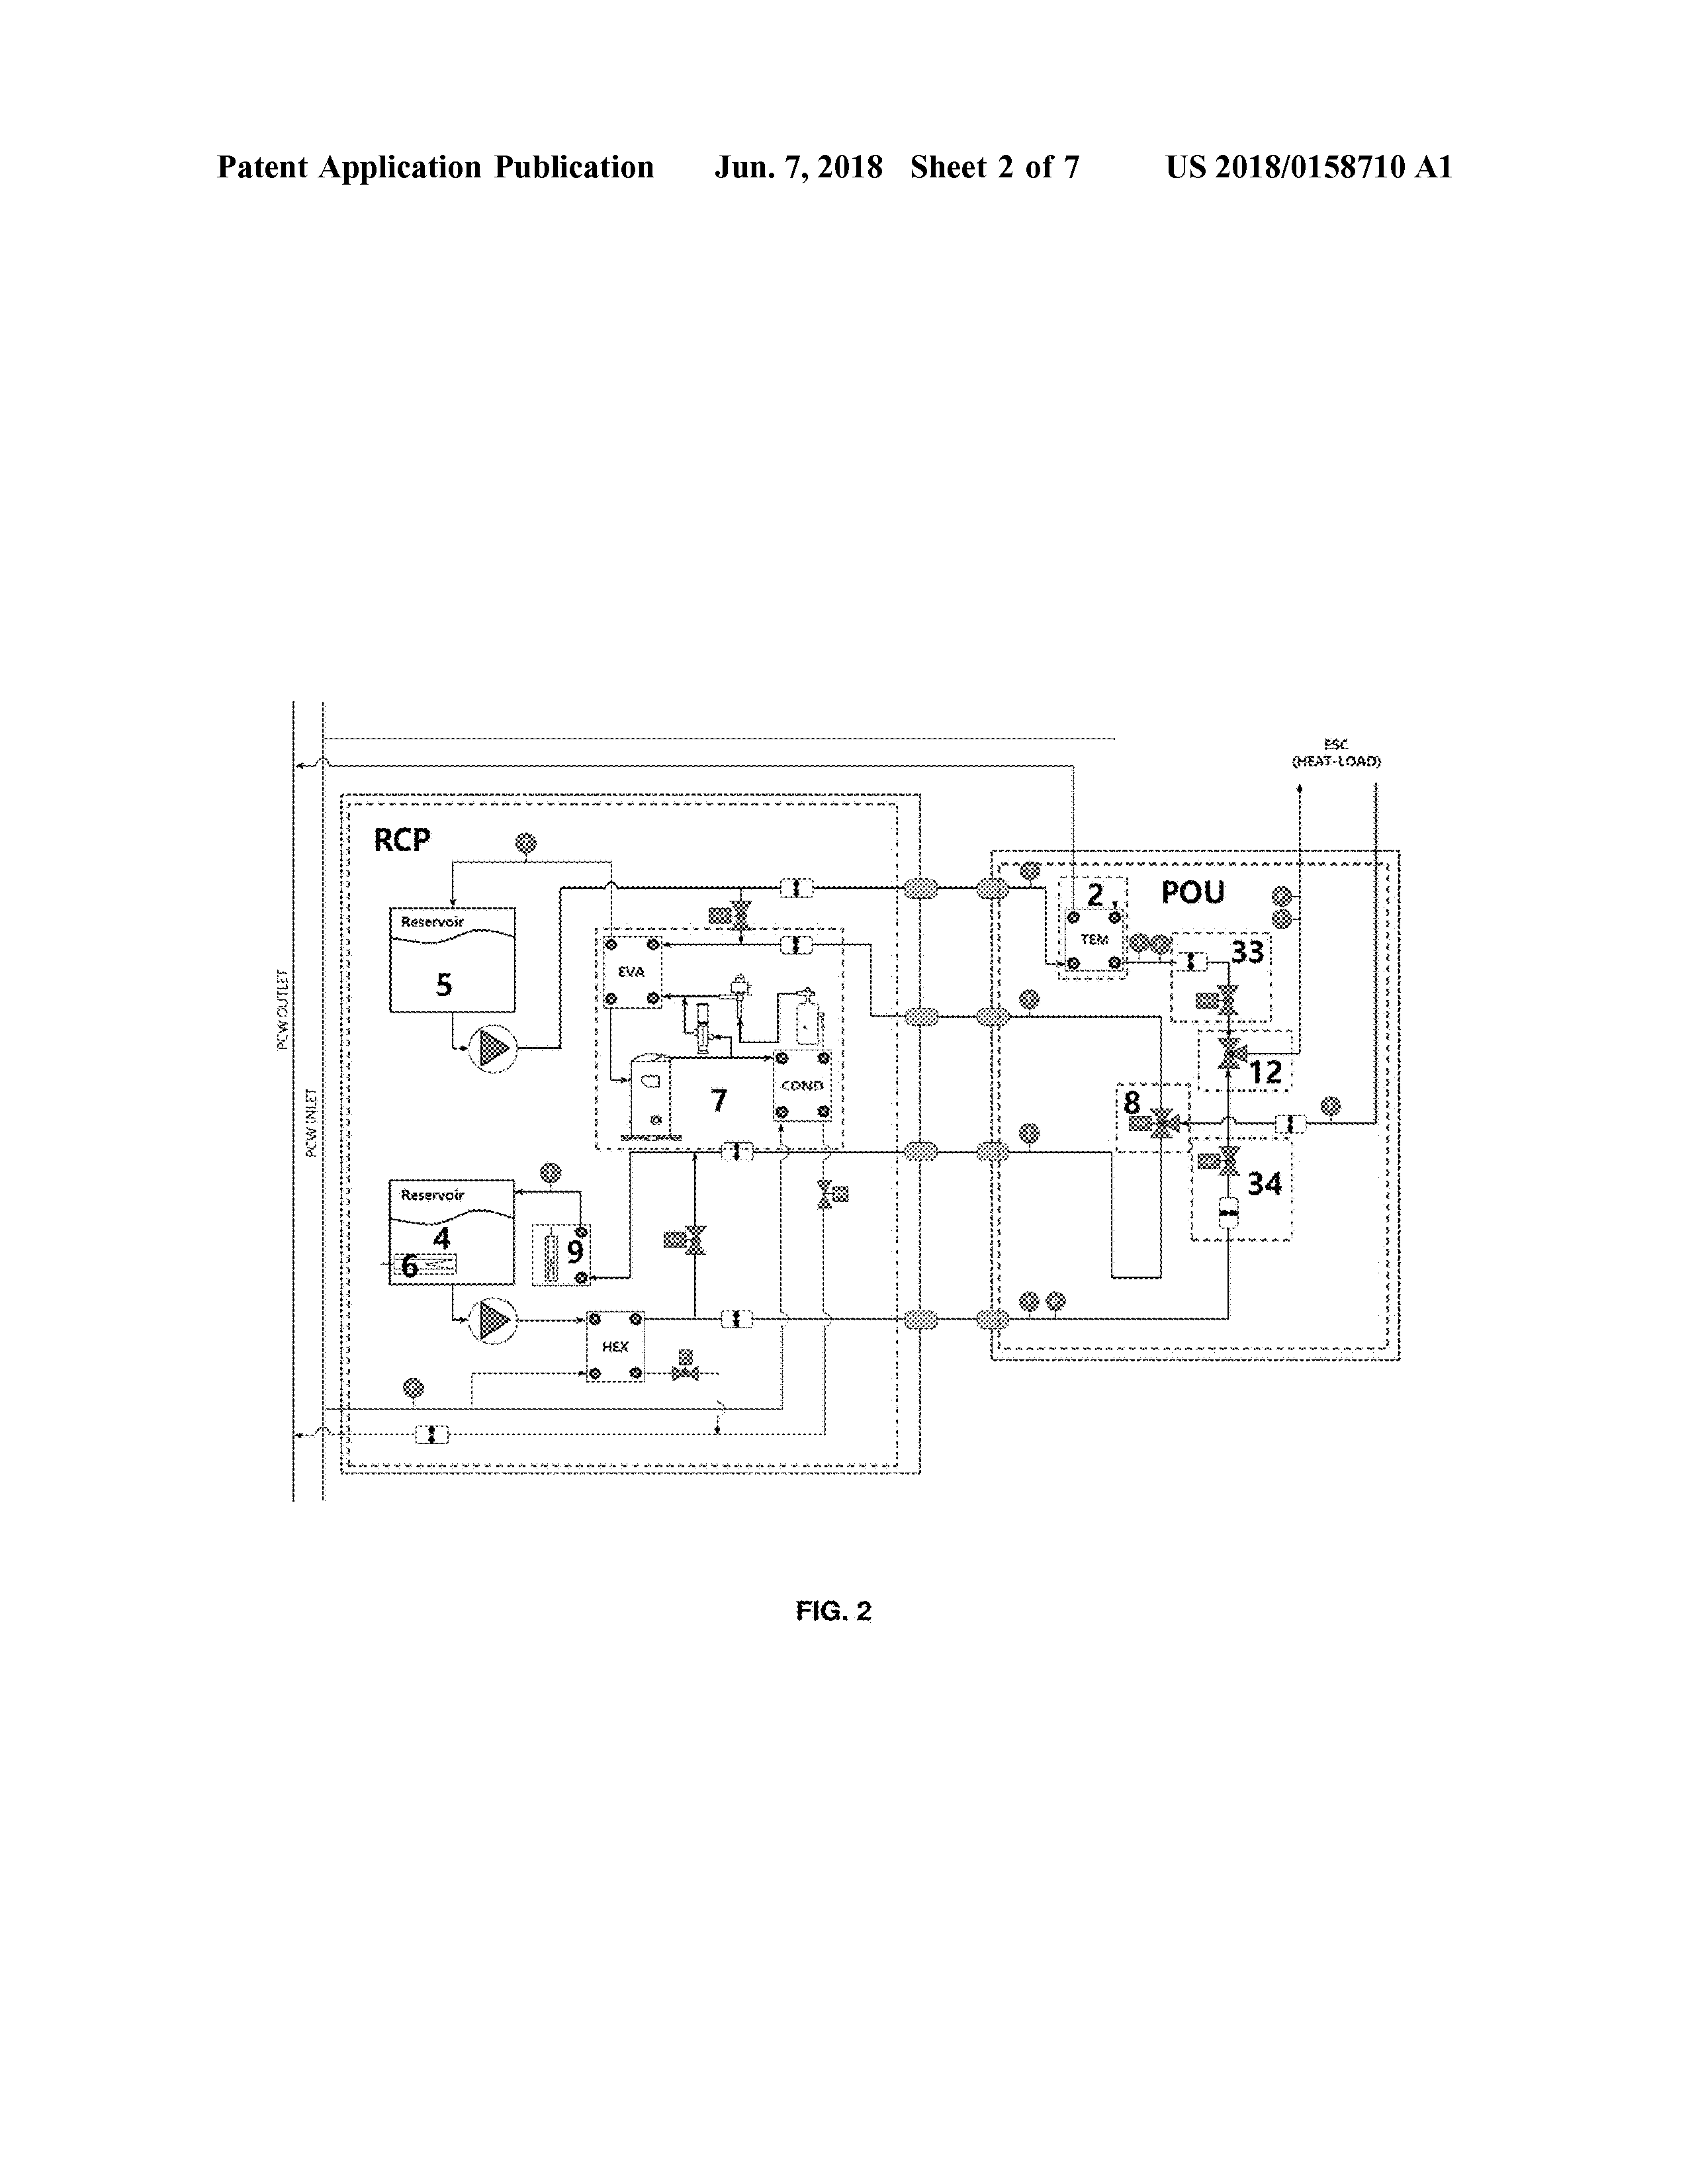 Patent Application Publication Jun. 7, 2018 Sheet 2 of 7 US 2018/0158710 A1
ESC
(HEAT-LOAD)
RCP
POU
2
Reservoir
TEM
33
EVA
5
PCW OUTLET
12
COND
7
8
PCW INLET
34
Reservoir
4
9
6
HEX
FIG. 2